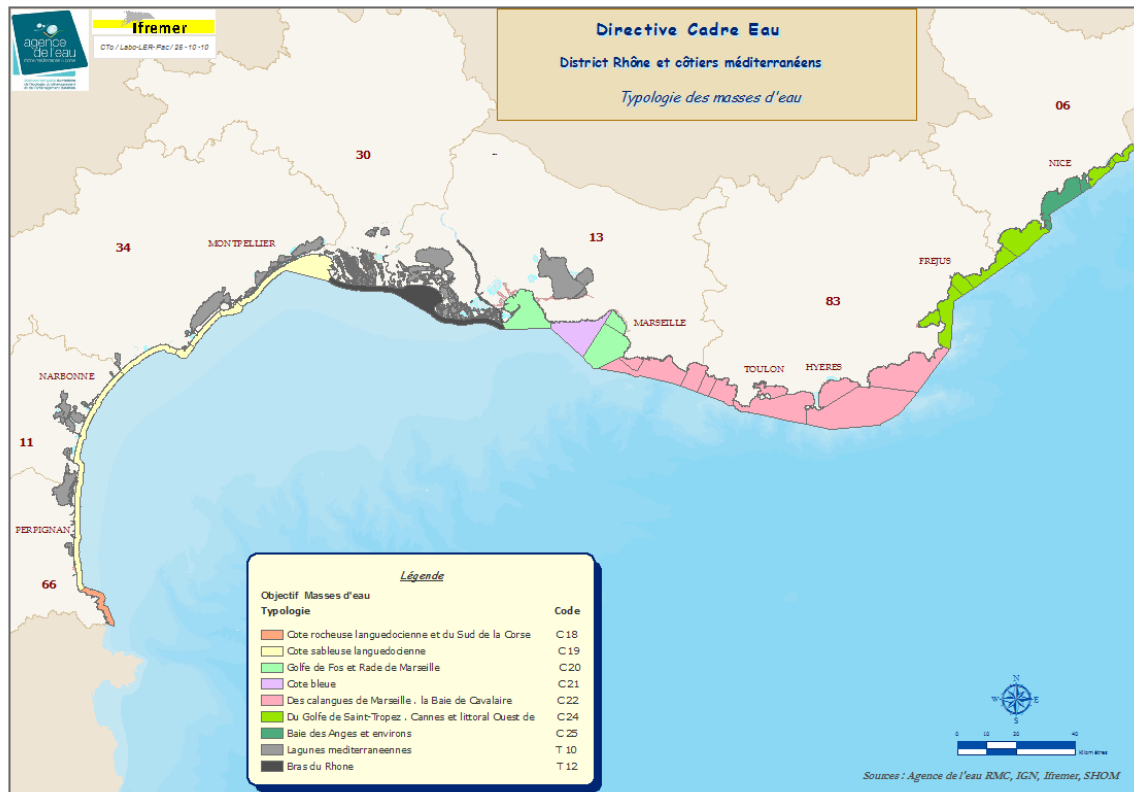 agence
de l'eau
Ifremer
CTo / Labo-LER-Pac / 26-10-10
Directive Cadre Eau
District Rhône et côtiers méditerranéens
Typologie des masses d'eau
06
30
NICE
34
13
MONTPELLIER
FREJUS
83
MARSEILLE
TOULON
HYERES
NARBONNE
11
PERPIGNAN
66
Légende
Objectif Masses d'eau
Typologie Code
Cote rocheuse languedocienne et du Sud de la Corse C18
Cote sableuse languedocienne C19
Golfe de Fos et Rade de Marseille C20
Cote bleue C21
Des calangues de Marseille . la Baie de Cavalaire C22
Du Golfe de Saint-Tropez . Cannes et littoral Ouest de C24
Baie des Anges et environs C25
Lagunes mediterraneennes T10
Bras du Rhone T12
N
W E
S
0 10 20 40
Kilomètres
Sources : Agence de l'eau RMC, IGN, Ifremer, SHOM